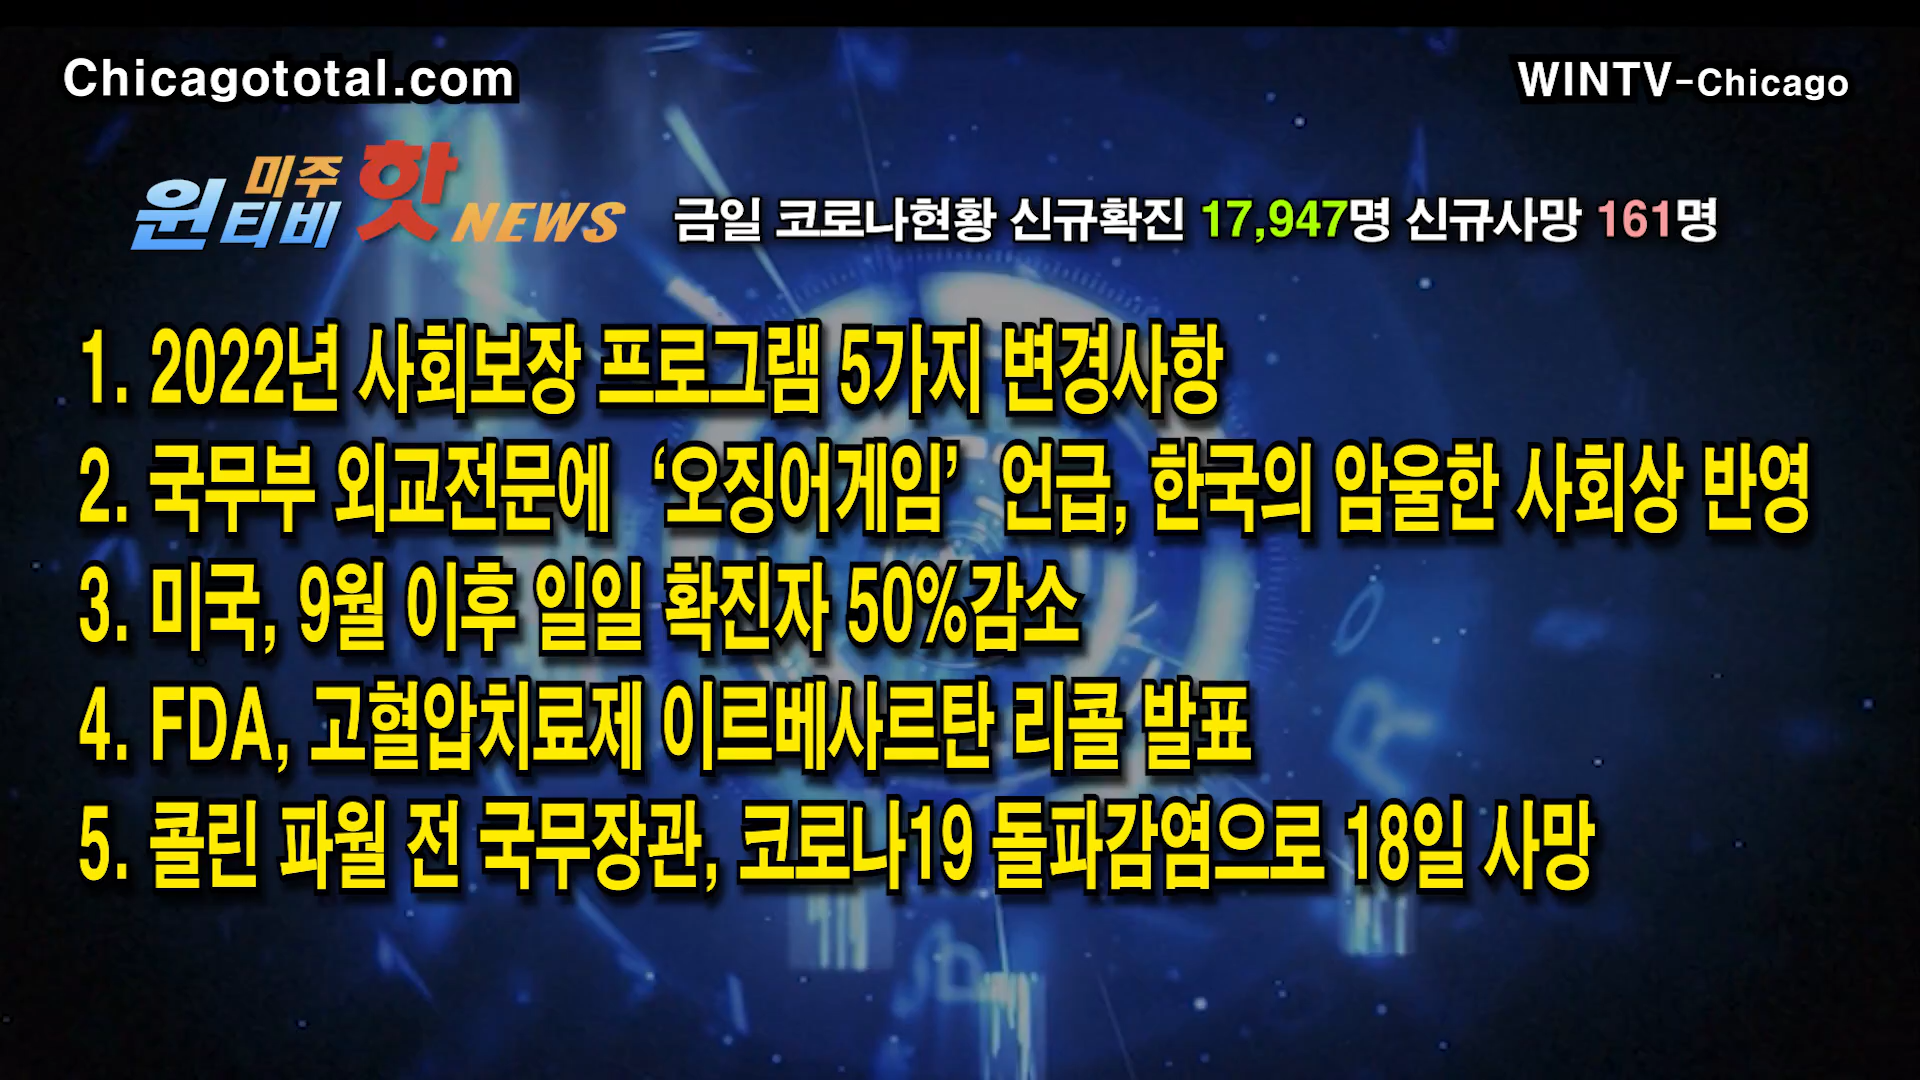 Chicagototal.com
WINTV-Chicago
원 미주 티비 핫 NEWS
금일 코로나현황 신규확진 17,947명 신규사망 161명
1. 2022년 사회보장 프로그램 5가지 변경사항
2. 국무부 외교전문에 ‘오징어게임’ 언급, 한국의 암울한 사회상 반영
3. 미국, 9월 이후 일일 확진자 50%감소
4. FDA, 고혈압치료제 이르베사르탄 리콜 발표
5. 콜린 파월 전 국무장관, 코로나19 돌파감염으로 18일 사망